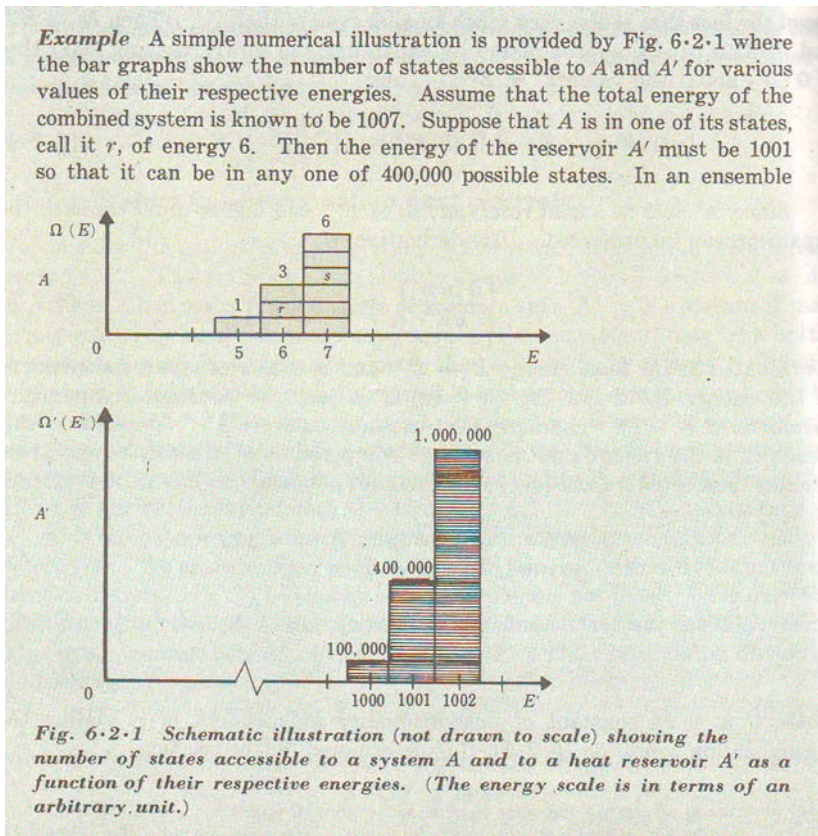 Example A simple numerical illustration is provided by Fig. 6·2·1 where
the bar graphs show the number of states accessible to A and A′ for various
values of their respective energies. Assume that the total energy of the
combined system is known to be 1007. Suppose that A is in one of its states,
call it r, of energy 6. Then the energy of the reservoir A′ must be 1001
so that it can be in any one of 400,000 possible states. In an ensemble
Ω (E)
6
3
s
A
1
r
0
5 6 7
E
Ω′ (E′)
1,000,000
A′
400,000
100,000
0
1000 1001 1002
E′
Fig. 6·2·1 Schematic illustration (not drawn to scale) showing the
number of states accessible to a system A and to a heat reservoir A′ as a
function of their respective energies. (The energy scale is in terms of an
arbitrary unit.)